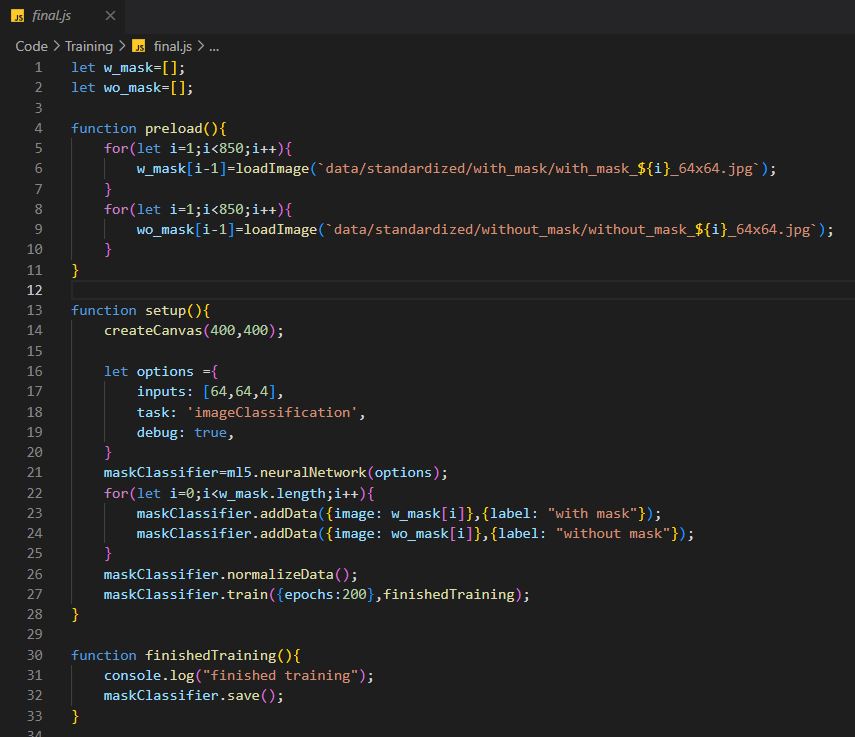 JS final.js ×
Code > Training > JS final.js > ...
1 let w_mask=[];
2 let wo_mask=[];
3
4 function preload(){
5     for(let i=1;i<850;i++){
6         w_mask[i-1]=loadImage(`data/standardized/with_mask/with_mask_${i}_64x64.jpg`);
7     }
8     for(let i=1;i<850;i++){
9         wo_mask[i-1]=loadImage(`data/standardized/without_mask/without_mask_${i}_64x64.jpg`);
10     }
11 }
12
13 function setup(){
14     createCanvas(400,400);
15
16     let options ={
17         inputs: [64,64,4],
18         task: 'imageClassification',
19         debug: true,
20     }
21     maskClassifier=ml5.neuralNetwork(options);
22     for(let i=0;i<w_mask.length;i++){
23         maskClassifier.addData({image: w_mask[i]},{label: "with mask"});
24         maskClassifier.addData({image: wo_mask[i]},{label: "without mask"});
25     }
26     maskClassifier.normalizeData();
27     maskClassifier.train({epochs:200},finishedTraining);
28 }
29
30 function finishedTraining(){
31     console.log("finished training");
32     maskClassifier.save();
33 }
34